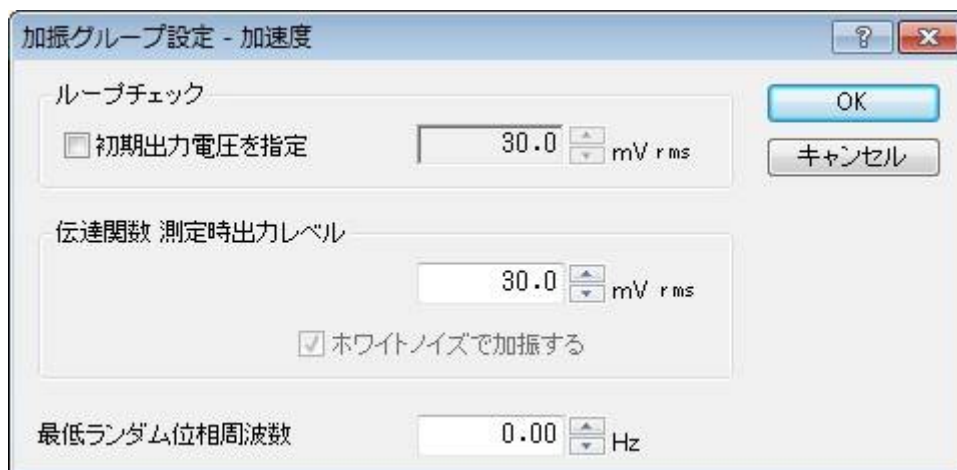 加振グループ設定 - 加速度
ループチェック
OK
初期出力電圧を指定 30.0 mV rms
キャンセル
伝達関数 測定時出力レベル
30.0 mV rms
ホワイトノイズで加振する
最低ランダム位相周波数 0.00 Hz